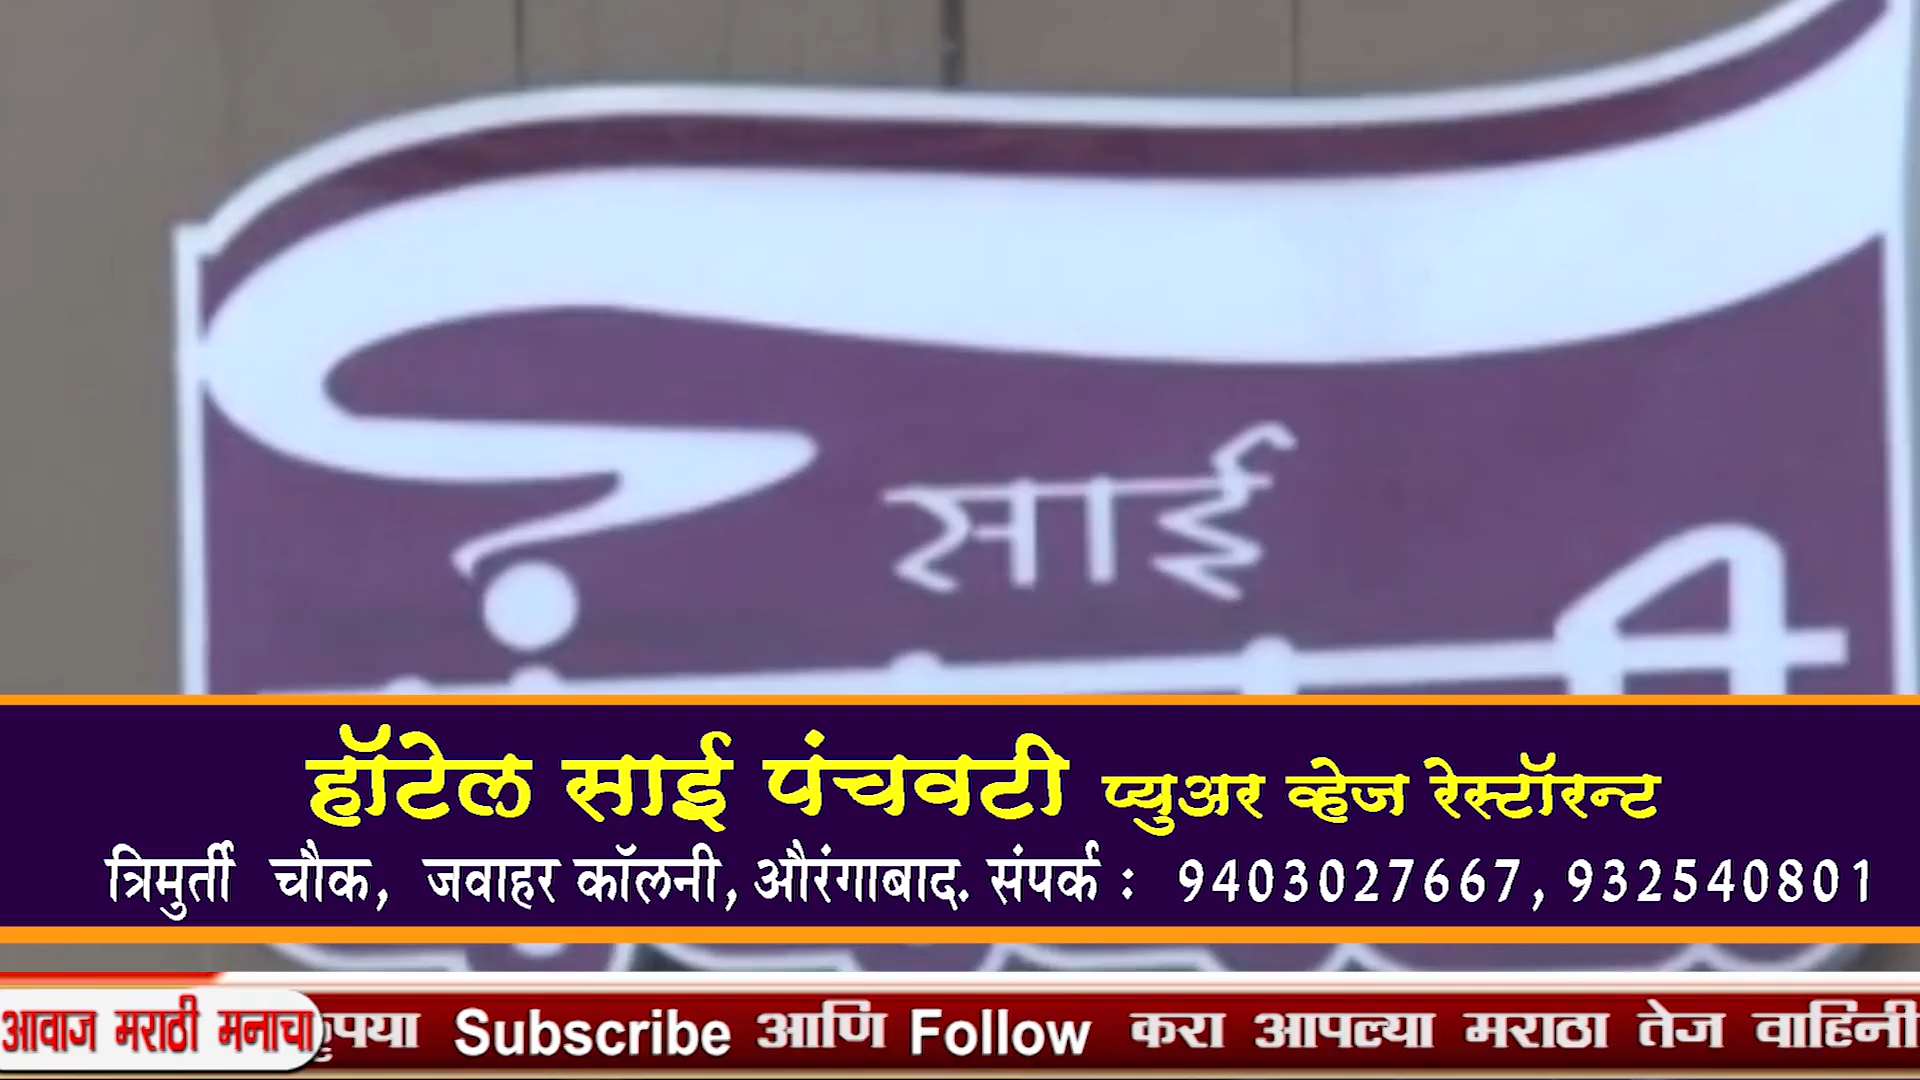 साई
हॉटेल साई पंचवटी प्युअर व्हेज रेस्टॉरन्ट
त्रिमुर्ती चौक, जवाहर कॉलनी, औरंगाबाद. संपर्क : 9403027667, 932540801
आवाज मराठी मनाचा
Subscribe आणि Follow करा आपल्या मराठा तेज वाहिनी